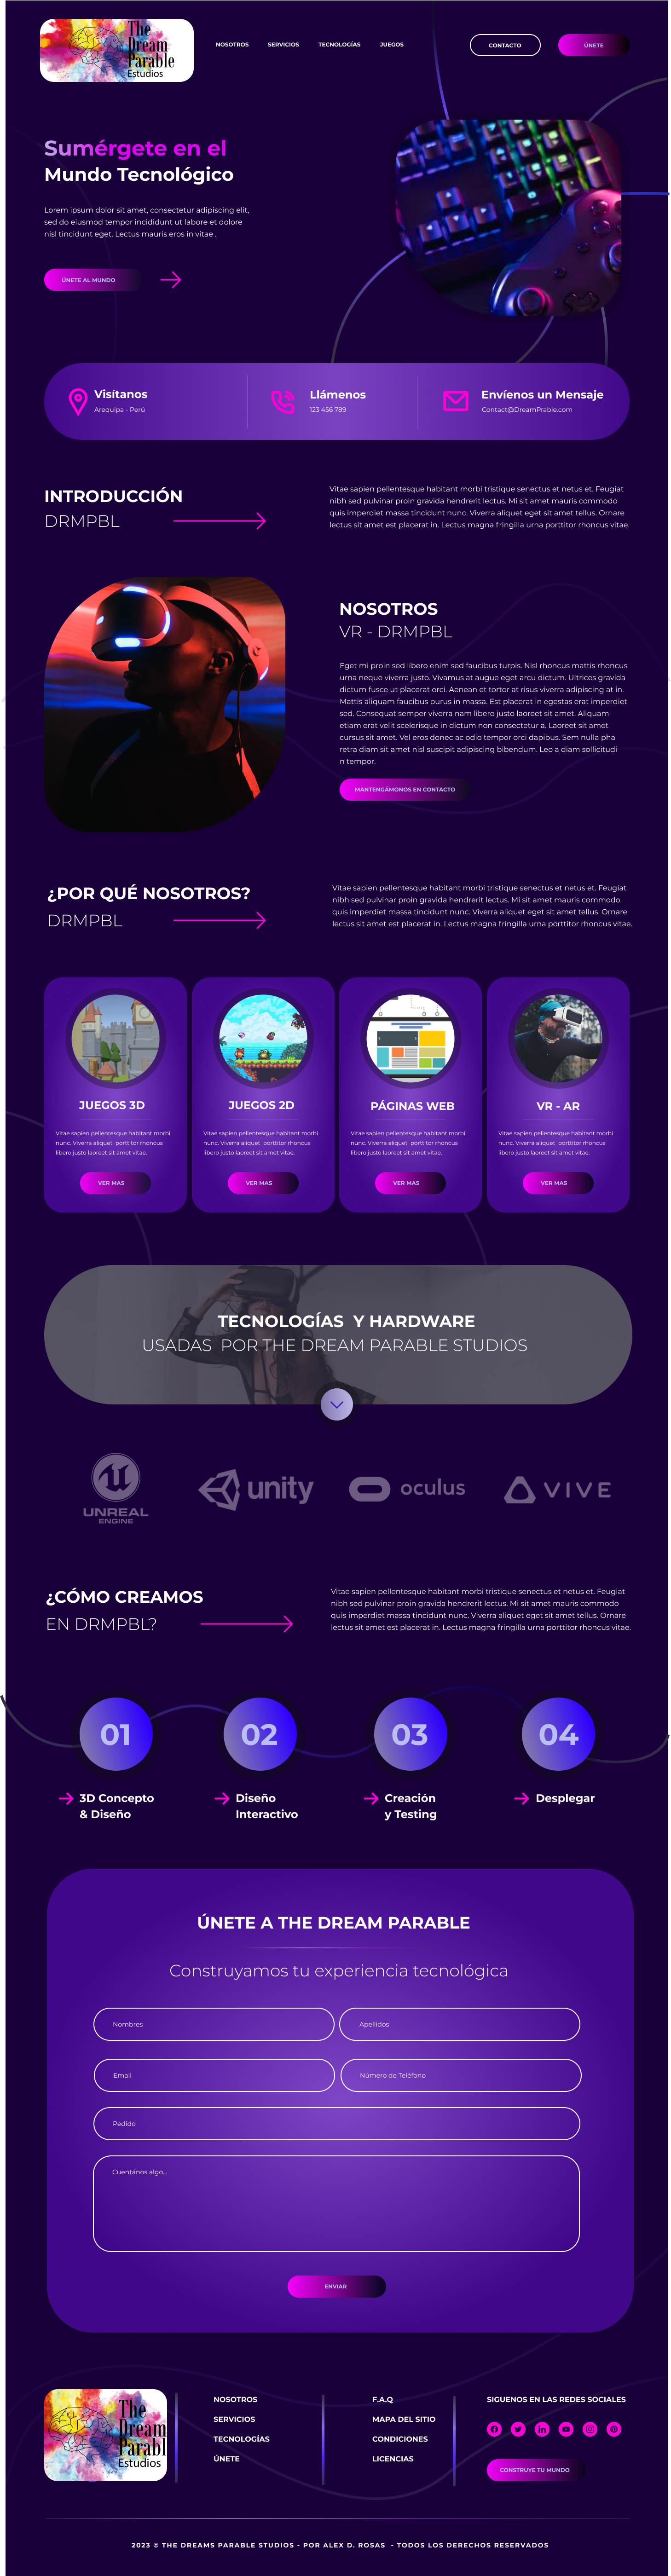 The
Dream
Parable
Estudios
NOSOTROS
SERVICIOS
TECNOLOGÍAS
JUEGOS
CONTACTO
ÚNETE
Sumérgete en el
Mundo Tecnológico
Lorem ipsum dolor sit amet, consectetur adipiscing elit,
sed do eiusmod tempor incididunt ut labore et dolore
nisl tincidunt eget. Lectus mauris eros in vitae .
ÚNETE AL MUNDO
Visítanos
Arequipa - Perú
Llámenos
123 456 789
Envíenos un Mensaje
Contact@DreamPrable.com
INTRODUCCIÓN
DRMPBL
Vitae sapien pellentesque habitant morbi tristique senectus et netus et. Feugiat
nibh sed pulvinar proin gravida hendrerit lectus. Mi sit amet mauris commodo
quis imperdiet massa tincidunt nunc. Viverra aliquet eget sit amet tellus. Ornare
lectus sit amet est placerat in. Lectus magna fringilla urna porttitor rhoncus vitae.
NOSOTROS
VR - DRMPBL
Eget mi proin sed libero enim sed faucibus turpis. Nisl rhoncus mattis rhoncus
urna neque viverra justo. Vivamus at augue eget arcu dictum. Ultrices gravida
dictum fusce ut placerat orci. Aenean et tortor at risus viverra adipiscing at in.
Mattis aliquam faucibus purus in massa. Est placerat in egestas erat imperdiet
sed. Consequat semper viverra nam libero justo laoreet sit amet. Aliquam
etiam erat velit scelerisque in dictum non consectetur a. Laoreet sit amet
cursus sit amet. Vel eros donec ac odio tempor orci dapibus. Sem nulla pha
retra diam sit amet nisl suscipit adipiscing bibendum. Leo a diam sollicitudi
n tempor.
MANTENGÁMONOS EN CONTACTO
¿POR QUÉ NOSOTROS?
DRMPBL
Vitae sapien pellentesque habitant morbi tristique senectus et netus et. Feugiat
nibh sed pulvinar proin gravida hendrerit lectus. Mi sit amet mauris commodo
quis imperdiet massa tincidunt nunc. Viverra aliquet eget sit amet tellus. Ornare
lectus sit amet est placerat in. Lectus magna fringilla urna porttitor rhoncus vitae.
JUEGOS 3D
Vitae sapien pellentesque habitant morbi
nunc. Viverra aliquet  porttitor rhoncus
libero justo laoreet sit amet vitae.
VER MAS
JUEGOS 2D
Vitae sapien pellentesque habitant morbi
nunc. Viverra aliquet  porttitor rhoncus
libero justo laoreet sit amet vitae.
VER MAS
PÁGINAS WEB
Vitae sapien pellentesque habitant morbi
nunc. Viverra aliquet  porttitor rhoncus
libero justo laoreet sit amet vitae.
VER MAS
VR - AR
Vitae sapien pellentesque habitant morbi
nunc. Viverra aliquet  porttitor rhoncus
libero justo laoreet sit amet vitae.
VER MAS
TECNOLOGÍAS  Y HARDWARE
USADAS  POR THE DREAM PARABLE STUDIOS
UNREAL
ENGINE
unity
oculus
VIVE
¿CÓMO CREAMOS
EN DRMPBL?
Vitae sapien pellentesque habitant morbi tristique senectus et netus et. Feugiat
nibh sed pulvinar proin gravida hendrerit lectus. Mi sit amet mauris commodo
quis imperdiet massa tincidunt nunc. Viverra aliquet eget sit amet tellus. Ornare
lectus sit amet est placerat in. Lectus magna fringilla urna porttitor rhoncus vitae.
01
3D Concepto
& Diseño
02
Diseño
Interactivo
03
Creación
y Testing
04
Desplegar
ÚNETE A THE DREAM PARABLE
Construyamos tu experiencia tecnológica
Nombres
Apellidos
Email
Número de Teléfono
Pedido
Cuentános algo...
ENVIAR
The
Dream
Parabl
Estudios
NOSOTROS
SERVICIOS
TECNOLOGÍAS
ÚNETE
F.A.Q
MAPA DEL SITIO
CONDICIONES
LICENCIAS
SIGUENOS EN LAS REDES SOCIALES
CONSTRUYE TU MUNDO
2023 © THE DREAMS PARABLE STUDIOS - POR ALEX D. ROSAS  - TODOS LOS DERECHOS RESERVADOS